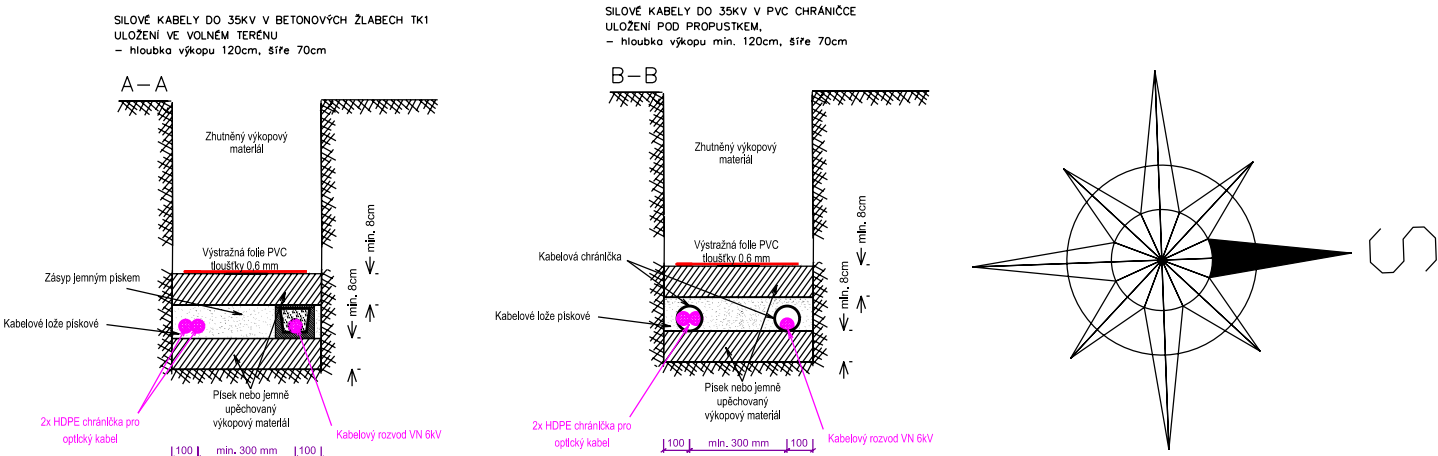 SILOVÉ KABELY DO 35KV V BETONOVÝCH ŽLABECH TK1
ULOŽENÍ VE VOLNÉM TERÉNU
- hloubka výkopu 120cm, šíře 70cm
A-A
Zhutněný výkopový
materiál
Výstražná folie PVC
tloušťky 0,6 mm
Zásyp jemným pískem
Kabelové lože pískové
min. 8cm
min. 8cm
Písek nebo jemně
upěchovaný
výkopový materiál
2x HDPE chránička pro
optický kabel
Kabelový rozvod VN 6kV
100
min. 300 mm
100
SILOVÉ KABELY DO 35KV V PVC CHRÁNIČCE
ULOŽENÍ POD PROPUSTKEM,
- hloubka výkopu min. 120cm, šíře 70cm
B-B
Zhutněný výkopový
materiál
Výstražná folie PVC
tloušťky 0,6 mm
Kabelová chránička
Kabelové lože pískové
min. 8cm
min. 8cm
Písek nebo jemně
upěchovaný
výkopový materiál
2x HDPE chránička pro
optický kabel
Kabelový rozvod VN 6kV
100
min. 300 mm
100
S